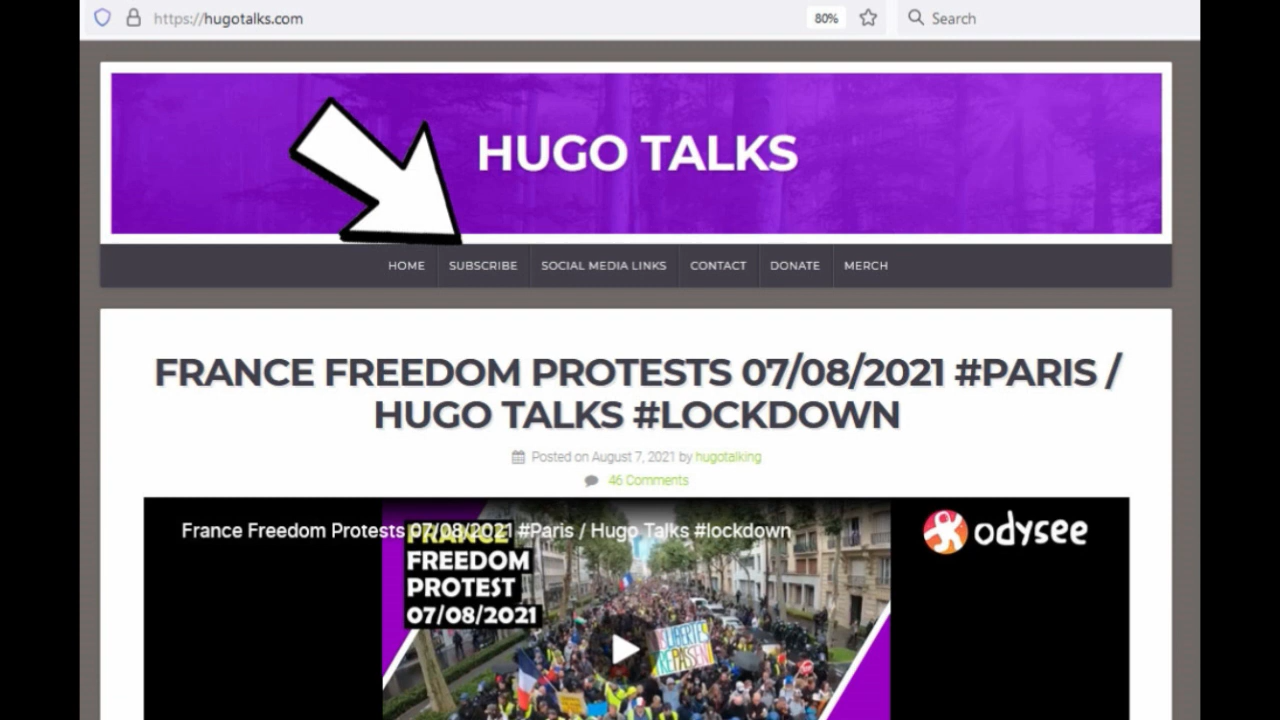 https://hugotalks.com
80%
Search
HUGO TALKS
HOME
SUBSCRIBE
SOCIAL MEDIA LINKS
CONTACT
DONATE
MERCH
FRANCE FREEDOM PROTESTS 07/08/2021 #PARIS /
HUGO TALKS #LOCKDOWN
Posted on August 7, 2021 by hugotalking
46 Comments
France Freedom Protests 07/08/2021 #Paris / Hugo Talks #lockdown
odysee
FRANCE
FREEDOM
PROTEST
07/08/2021